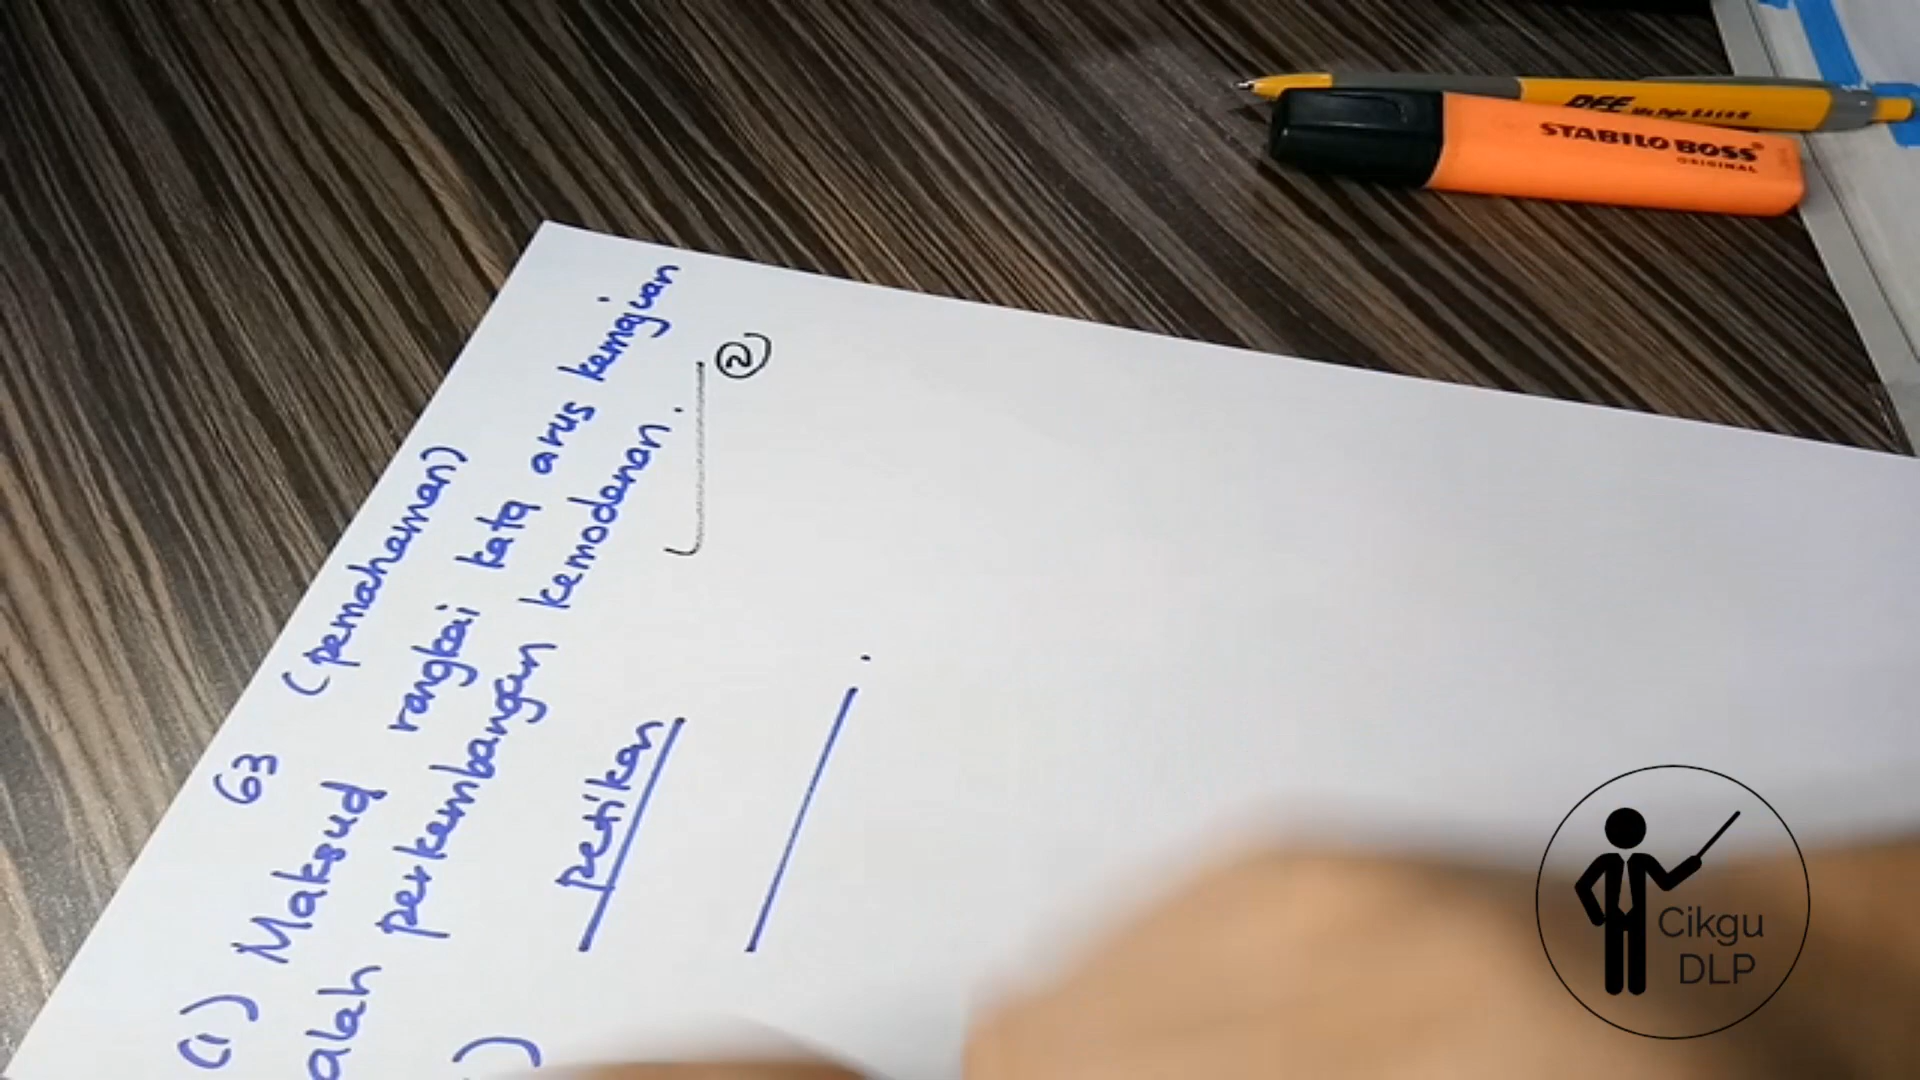 63 (pemahaman)
(i) Maksud rangkai kata arus kemajuan
alah perkembangan kemodenan.
2
)
petikan
.
STABILO BOSS
ORIGINAL
Cikgu
DLP